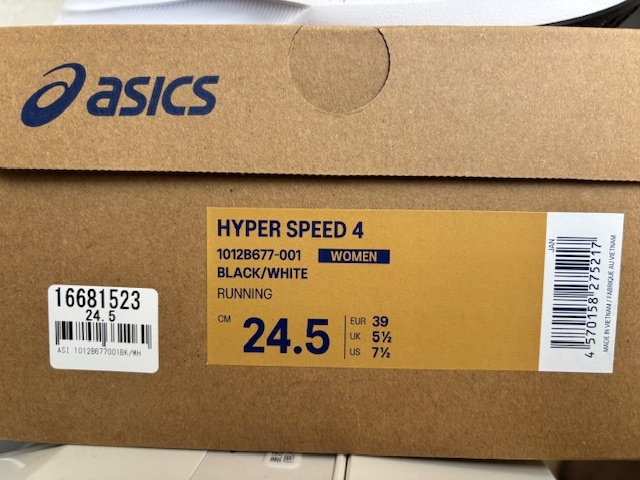 asics
HYPER SPEED 4
1012B677-001 WOMEN
BLACK/WHITE
RUNNING
CM 24.5
EUR 39
UK 5½
US 7½
JAN
4 570158 275217
MADE IN VIETNAM / FABRIQUÉ AU VIETNAM
16681523
24.5
ASI 1012B677001BK/WH